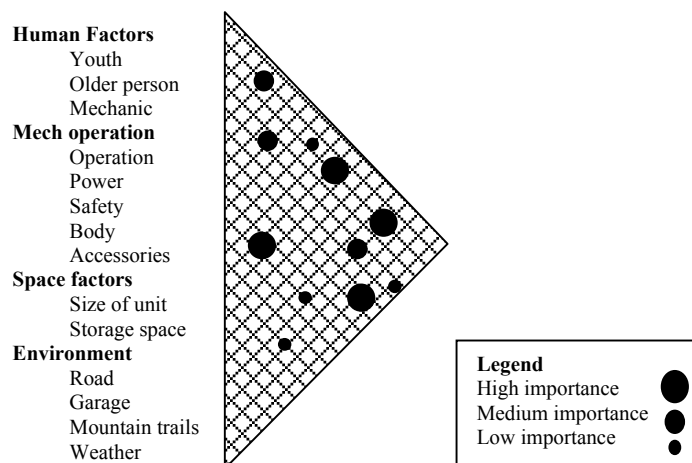 Human Factors
Youth
Older person
Mechanic
Mech operation
Operation
Power
Safety
Body
Accessories
Space factors
Size of unit
Storage space
Environment
Road
Garage
Mountain trails
Weather
Legend
High importance
Medium importance
Low importance